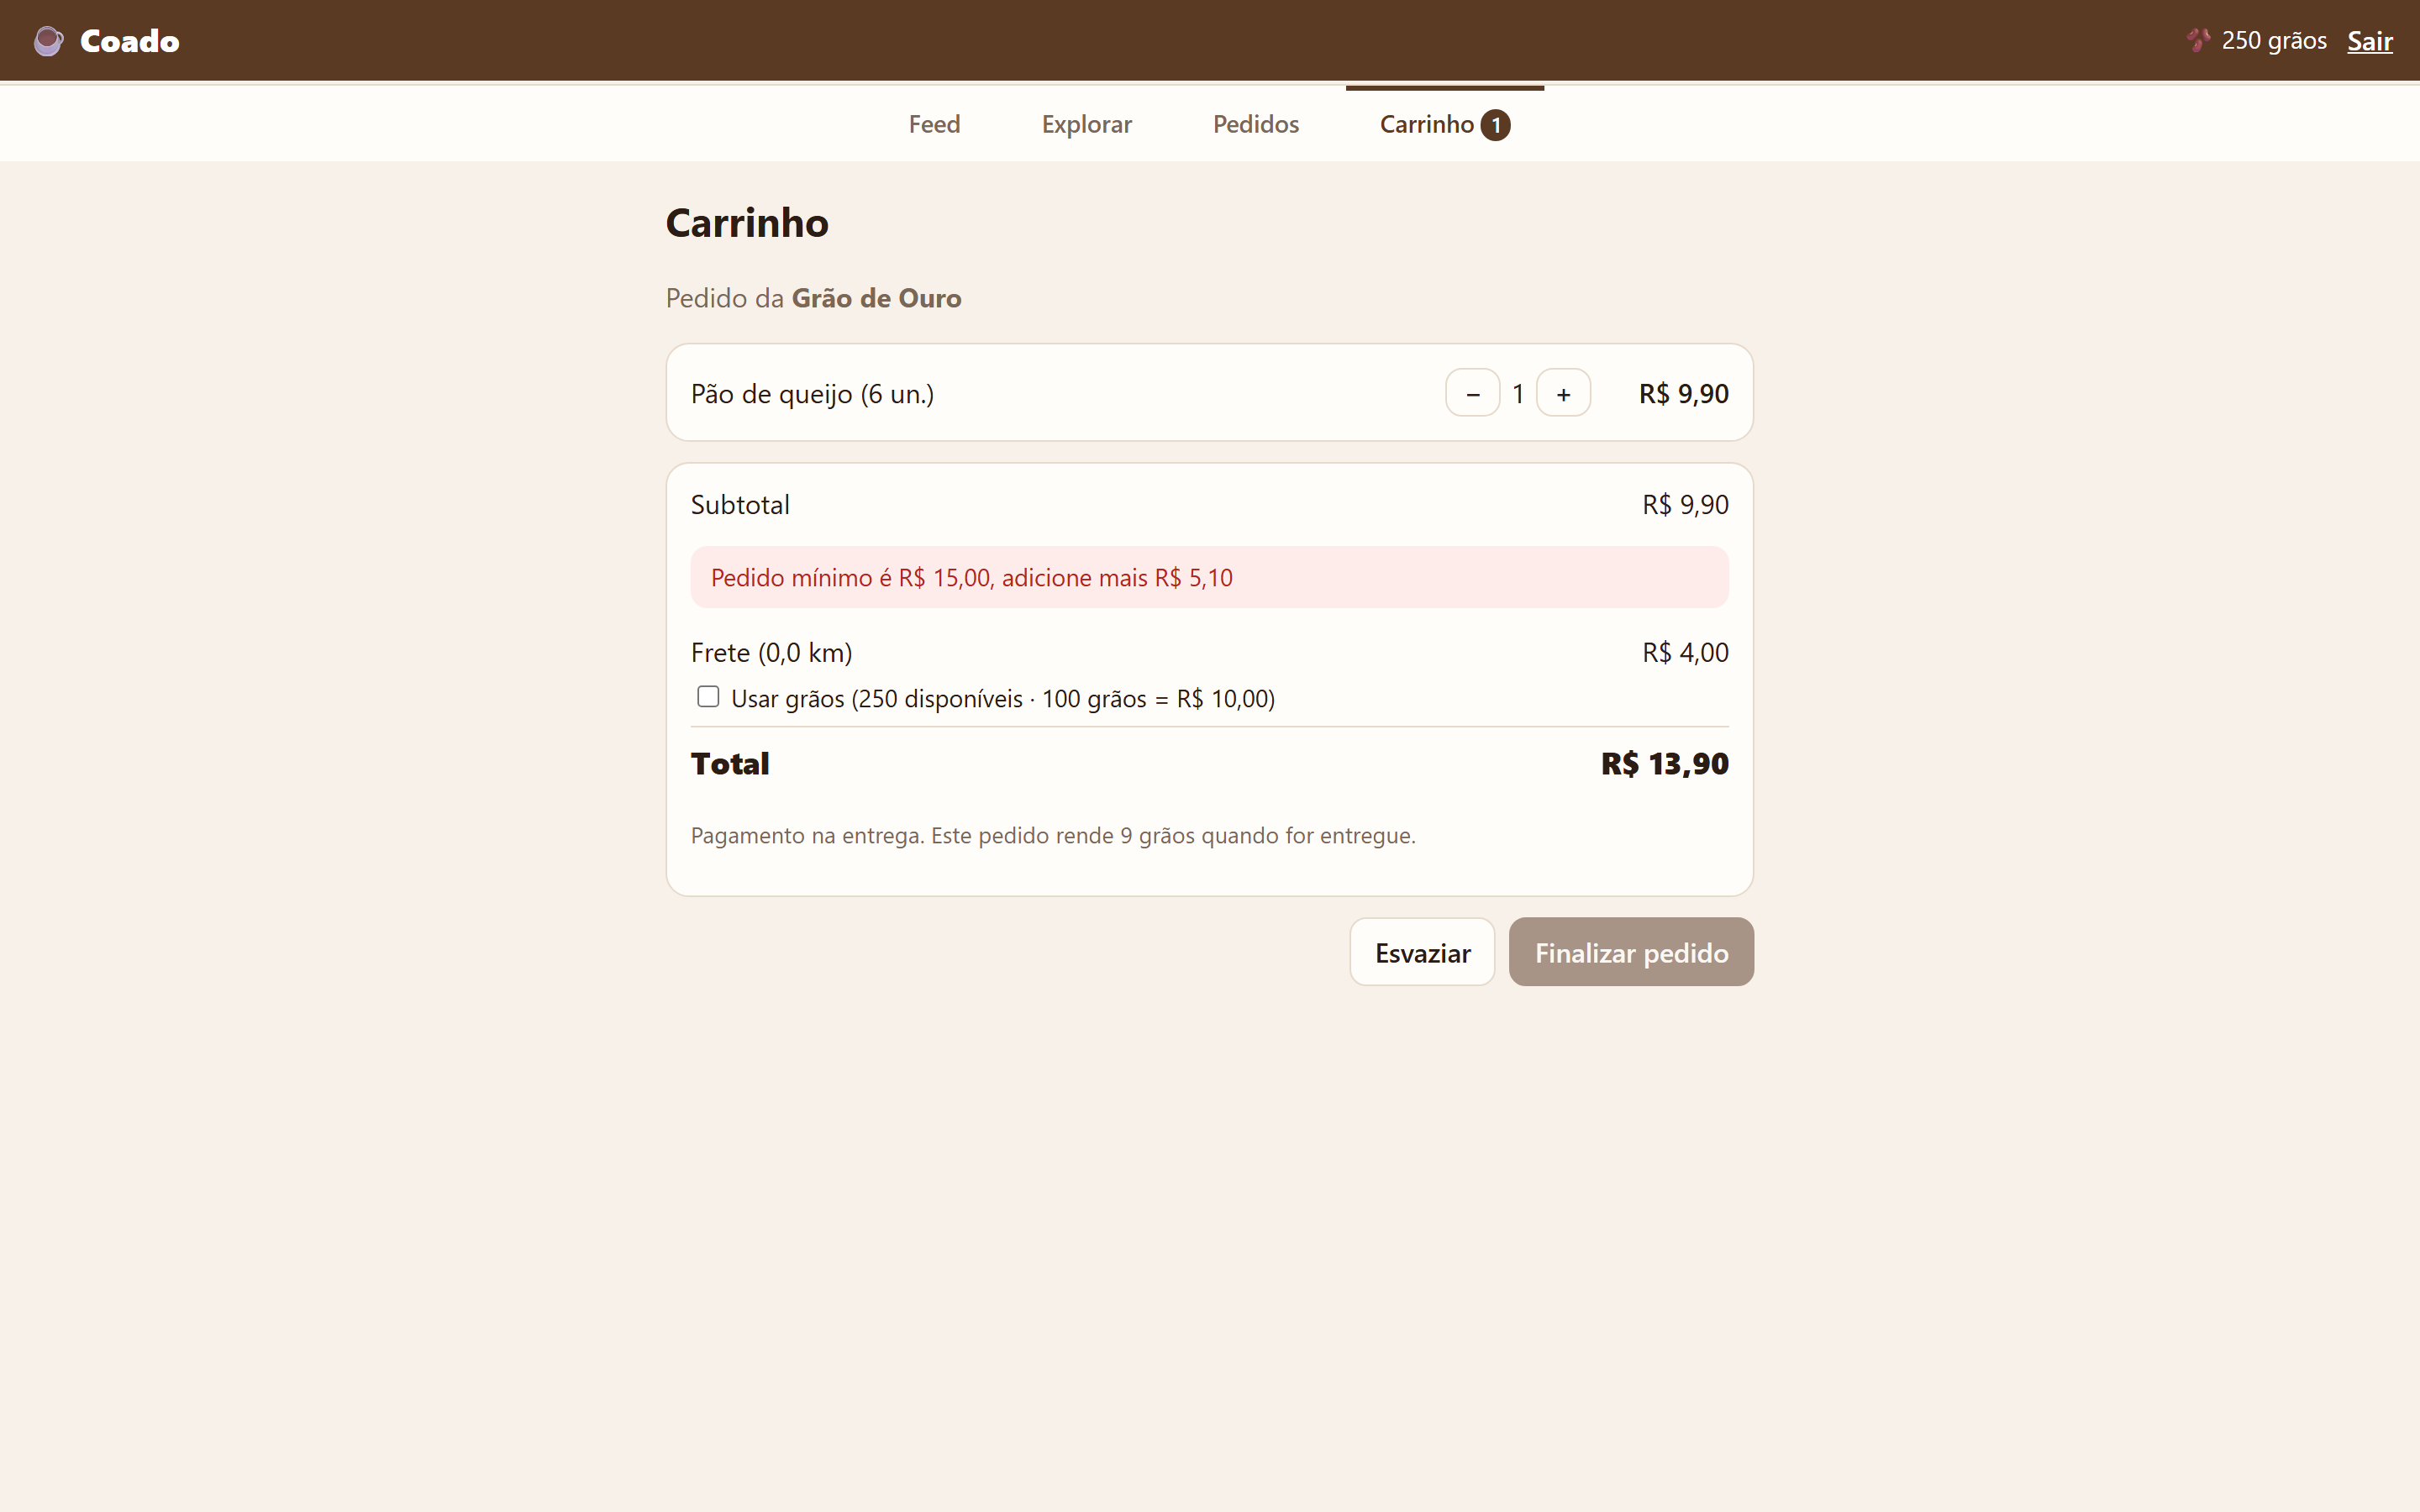 Coado
250 grãos Sair
Feed Explorar Pedidos Carrinho 1
Carrinho
Pedido da Grão de Ouro
Pão de queijo (6 un.) − 1 + R$ 9,90
Subtotal R$ 9,90
Pedido mínimo é R$ 15,00, adicione mais R$ 5,10
Frete (0,0 km) R$ 4,00
Usar grãos (250 disponíveis · 100 grãos = R$ 10,00)
Total R$ 13,90
Pagamento na entrega. Este pedido rende 9 grãos quando for entregue.
Esvaziar Finalizar pedido